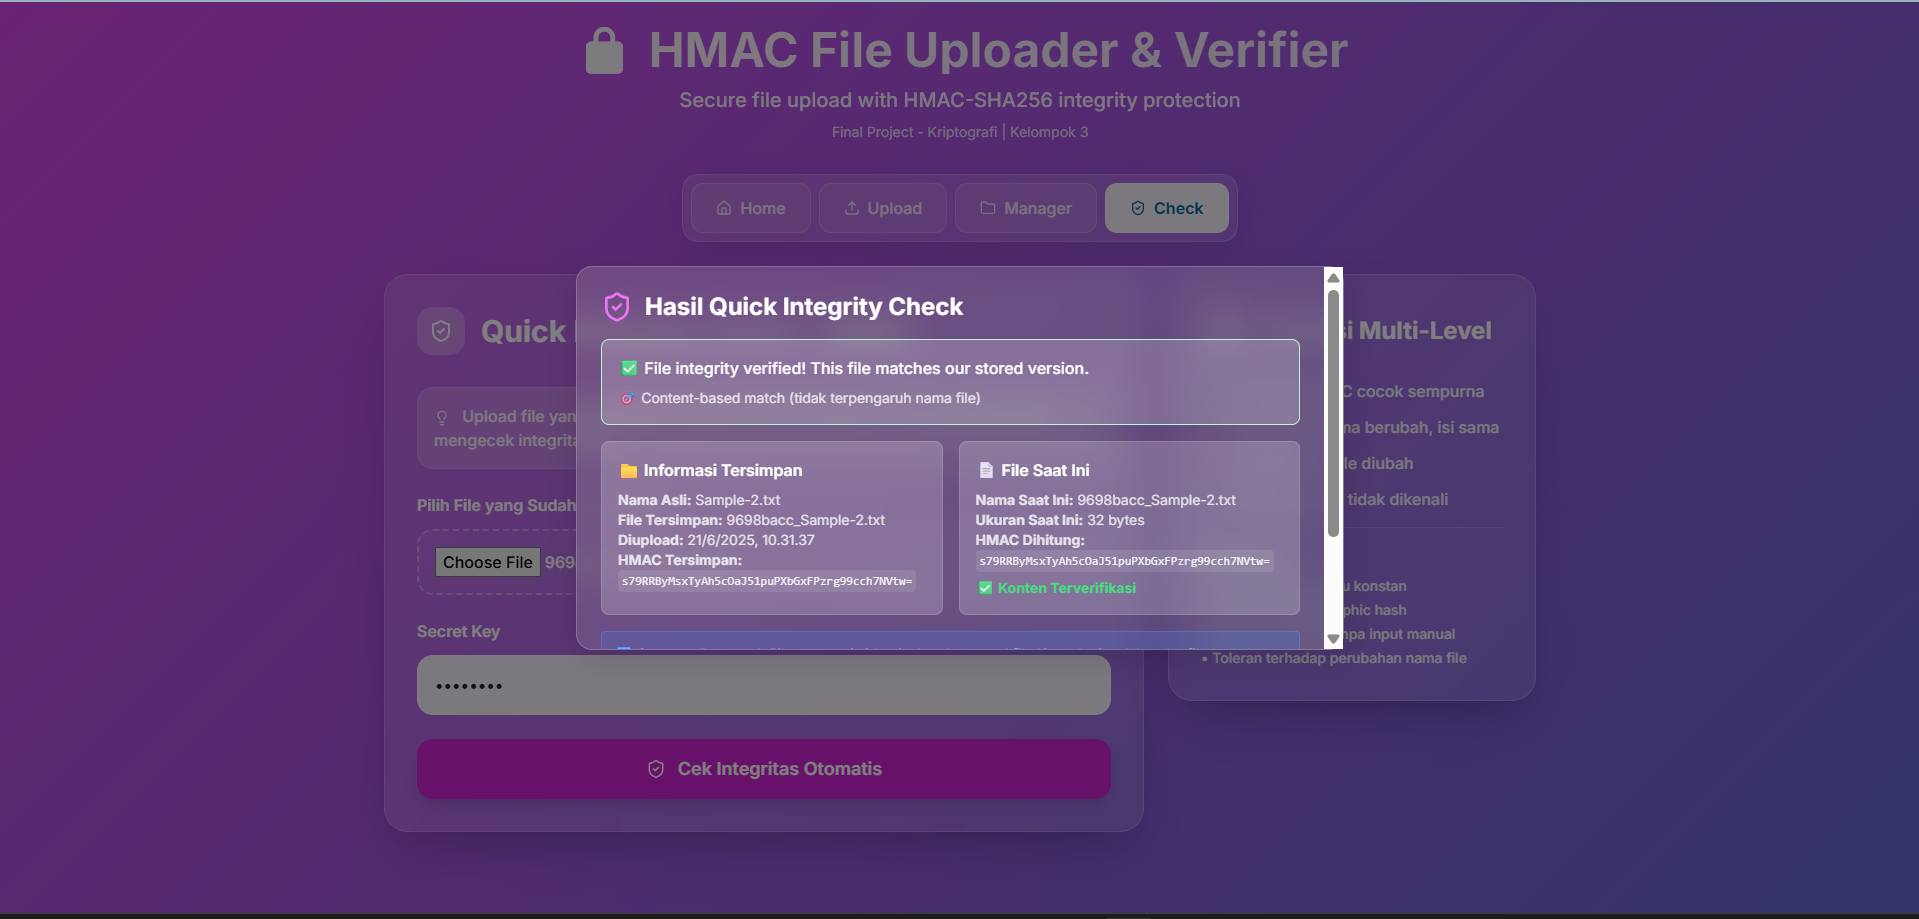 HMAC File Uploader & Verifier
Secure file upload with HMAC-SHA256 integrity protection
Final Project - Kriptografi | Kelompok 3
Home
Upload
Manager
Check
Quick
Upload file yan
mengecek integrita
Pilih File yang Sudah
Choose File 969
Secret Key
••••••••
Cek Integritas Otomatis
Hasil Quick Integrity Check
✅ File integrity verified! This file matches our stored version.
🎯 Content-based match (tidak terpengaruh nama file)
📁 Informasi Tersimpan
Nama Asli: Sample-2.txt
File Tersimpan: 9698bacc_Sample-2.txt
Diupload: 21/6/2025, 10.31.37
HMAC Tersimpan:
s79RRByMsxTyAh5cOaJ51puPXbGxFPzrg99cch7NVtw=
📄 File Saat Ini
Nama Saat Ini: 9698bacc_Sample-2.txt
Ukuran Saat Ini: 32 bytes
HMAC Dihitung:
s79RRByMsxTyAh5cOaJ51puPXbGxFPzrg99cch7NVtw=
✅ Konten Terverifikasi
si Multi-Level
C cocok sempurna
ma berubah, isi sama
le diubah
tidak dikenali
u konstan
phic hash
npa input manual
• Toleran terhadap perubahan nama file